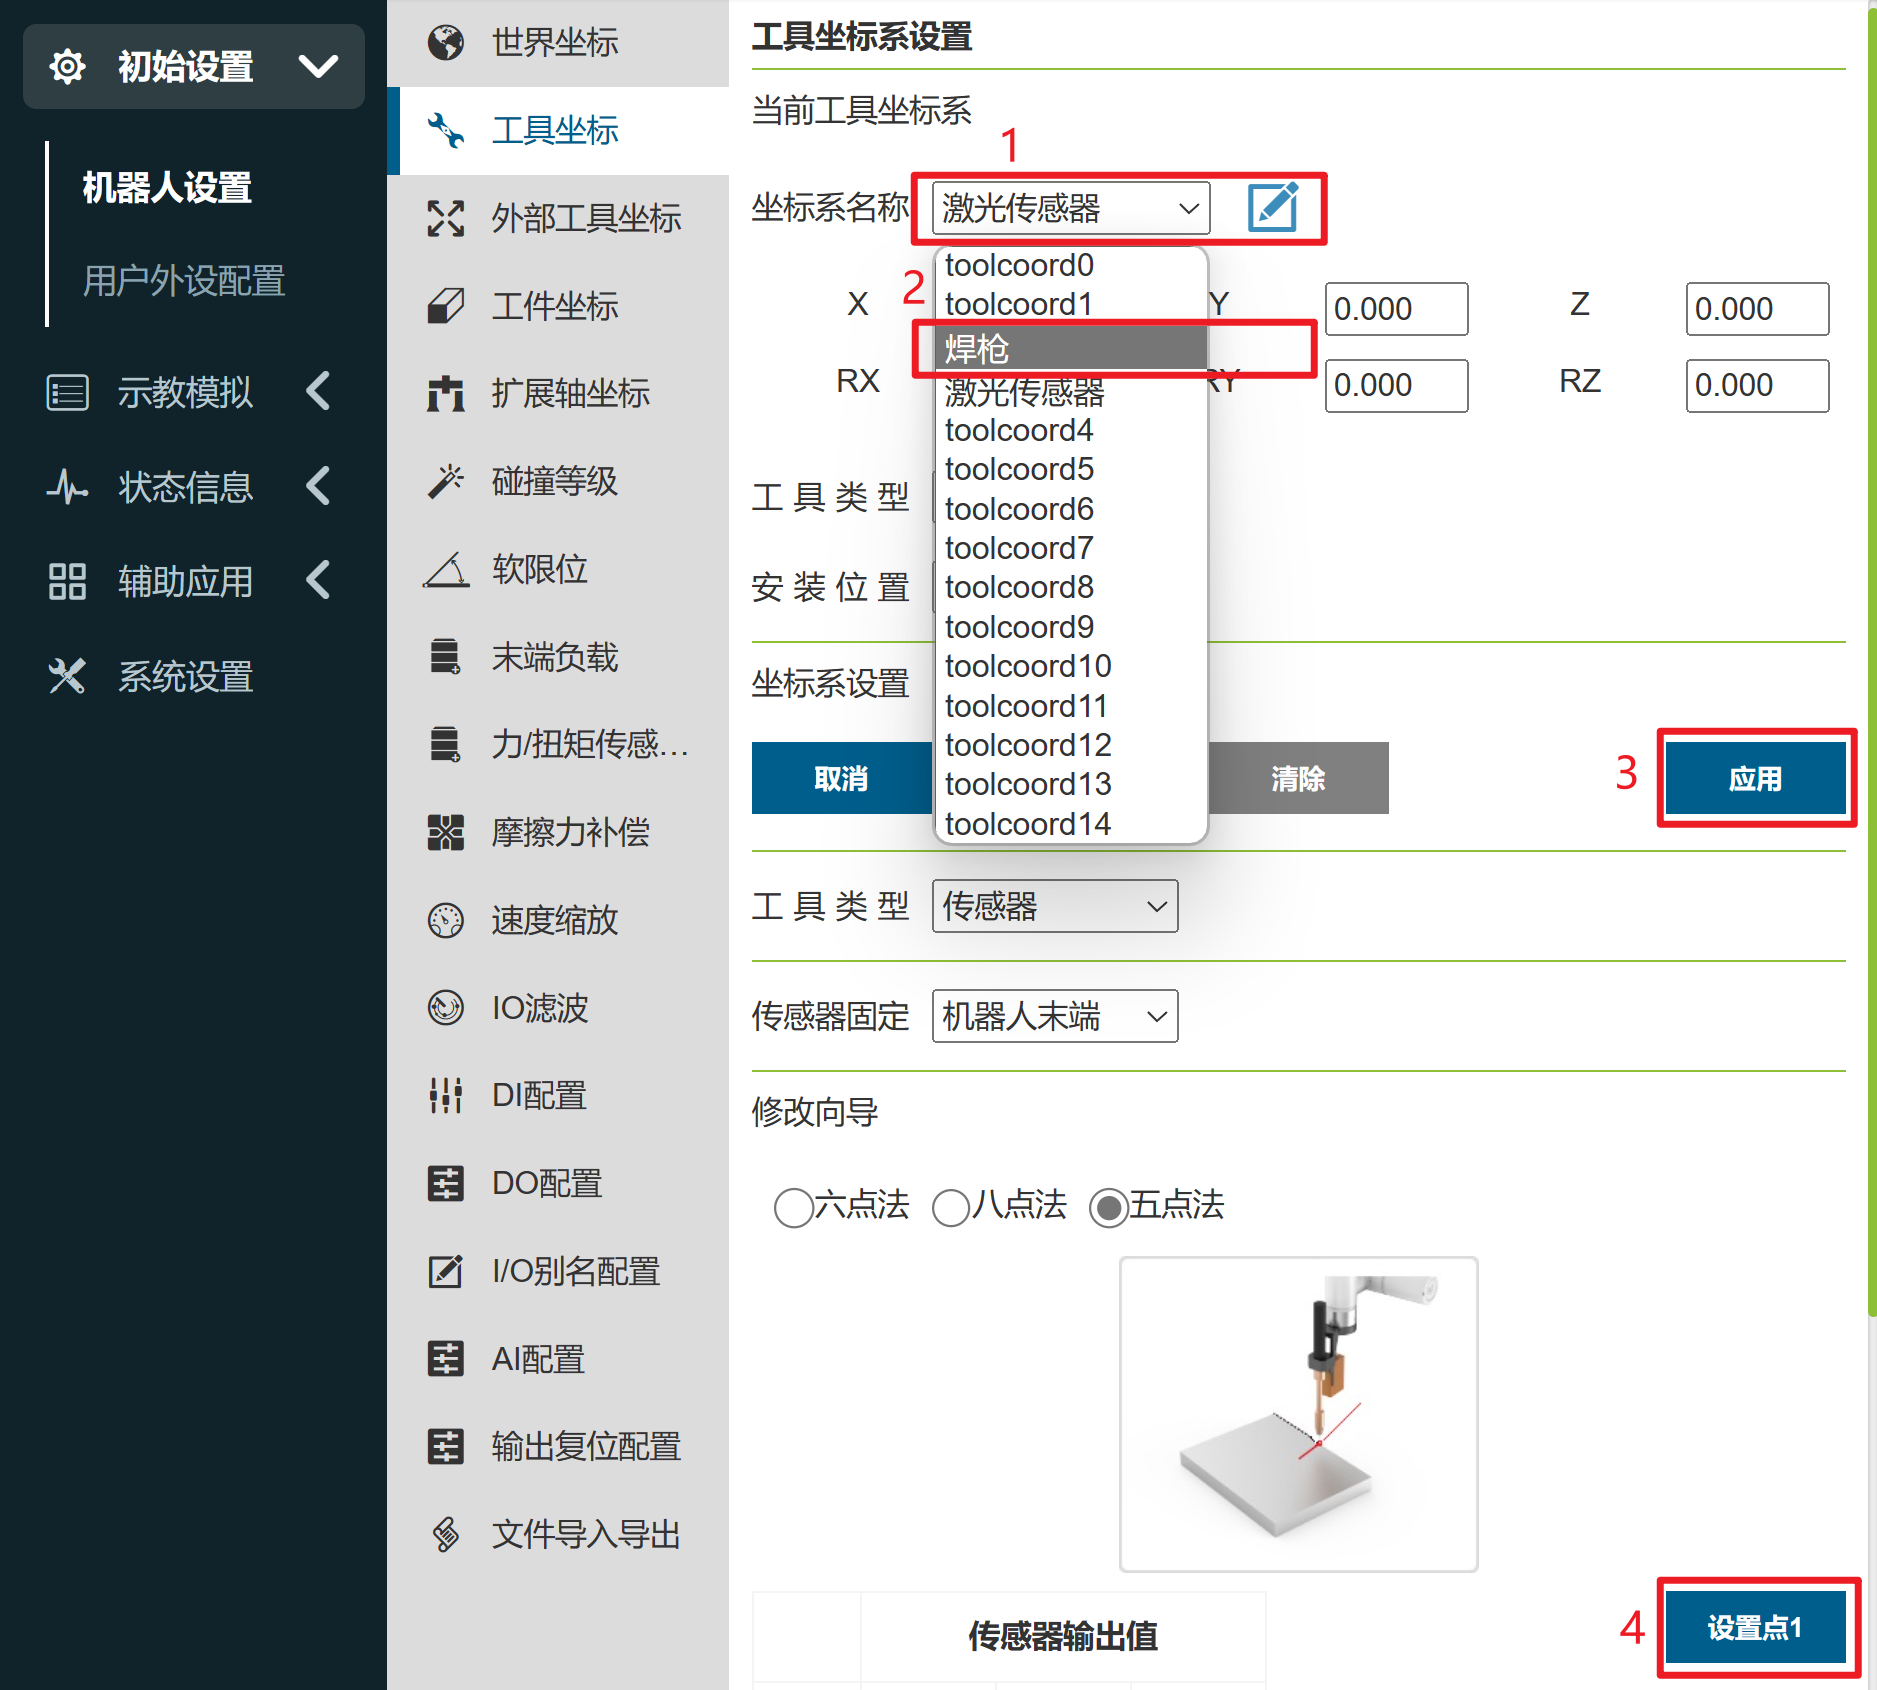 初始设置
机器人设置
用户外设配置
示教模拟
状态信息
辅助应用
系统设置
世界坐标
工具坐标
外部工具坐标
工件坐标
扩展轴坐标
碰撞等级
软限位
末端负载
力/扭矩传感...
摩擦力补偿
速度缩放
IO滤波
DI配置
DO配置
I/O别名配置
AI配置
输出复位配置
文件导入导出
工具坐标系设置
当前工具坐标系
1
坐标系名称 激光传感器
2
toolcoord0
toolcoord1
焊枪
激光传感器
toolcoord4
toolcoord5
toolcoord6
toolcoord7
toolcoord8
toolcoord9
toolcoord10
toolcoord11
toolcoord12
toolcoord13
toolcoord14
X Y 0.000 Z 0.000
RX RY 0.000 RZ 0.000
工具类型
安装位置
坐标系设置
取消 清除 3 应用
工具类型 传感器
传感器固定 机器人末端
修改向导
六点法 八点法 五点法
传感器输出值
4 设置点1